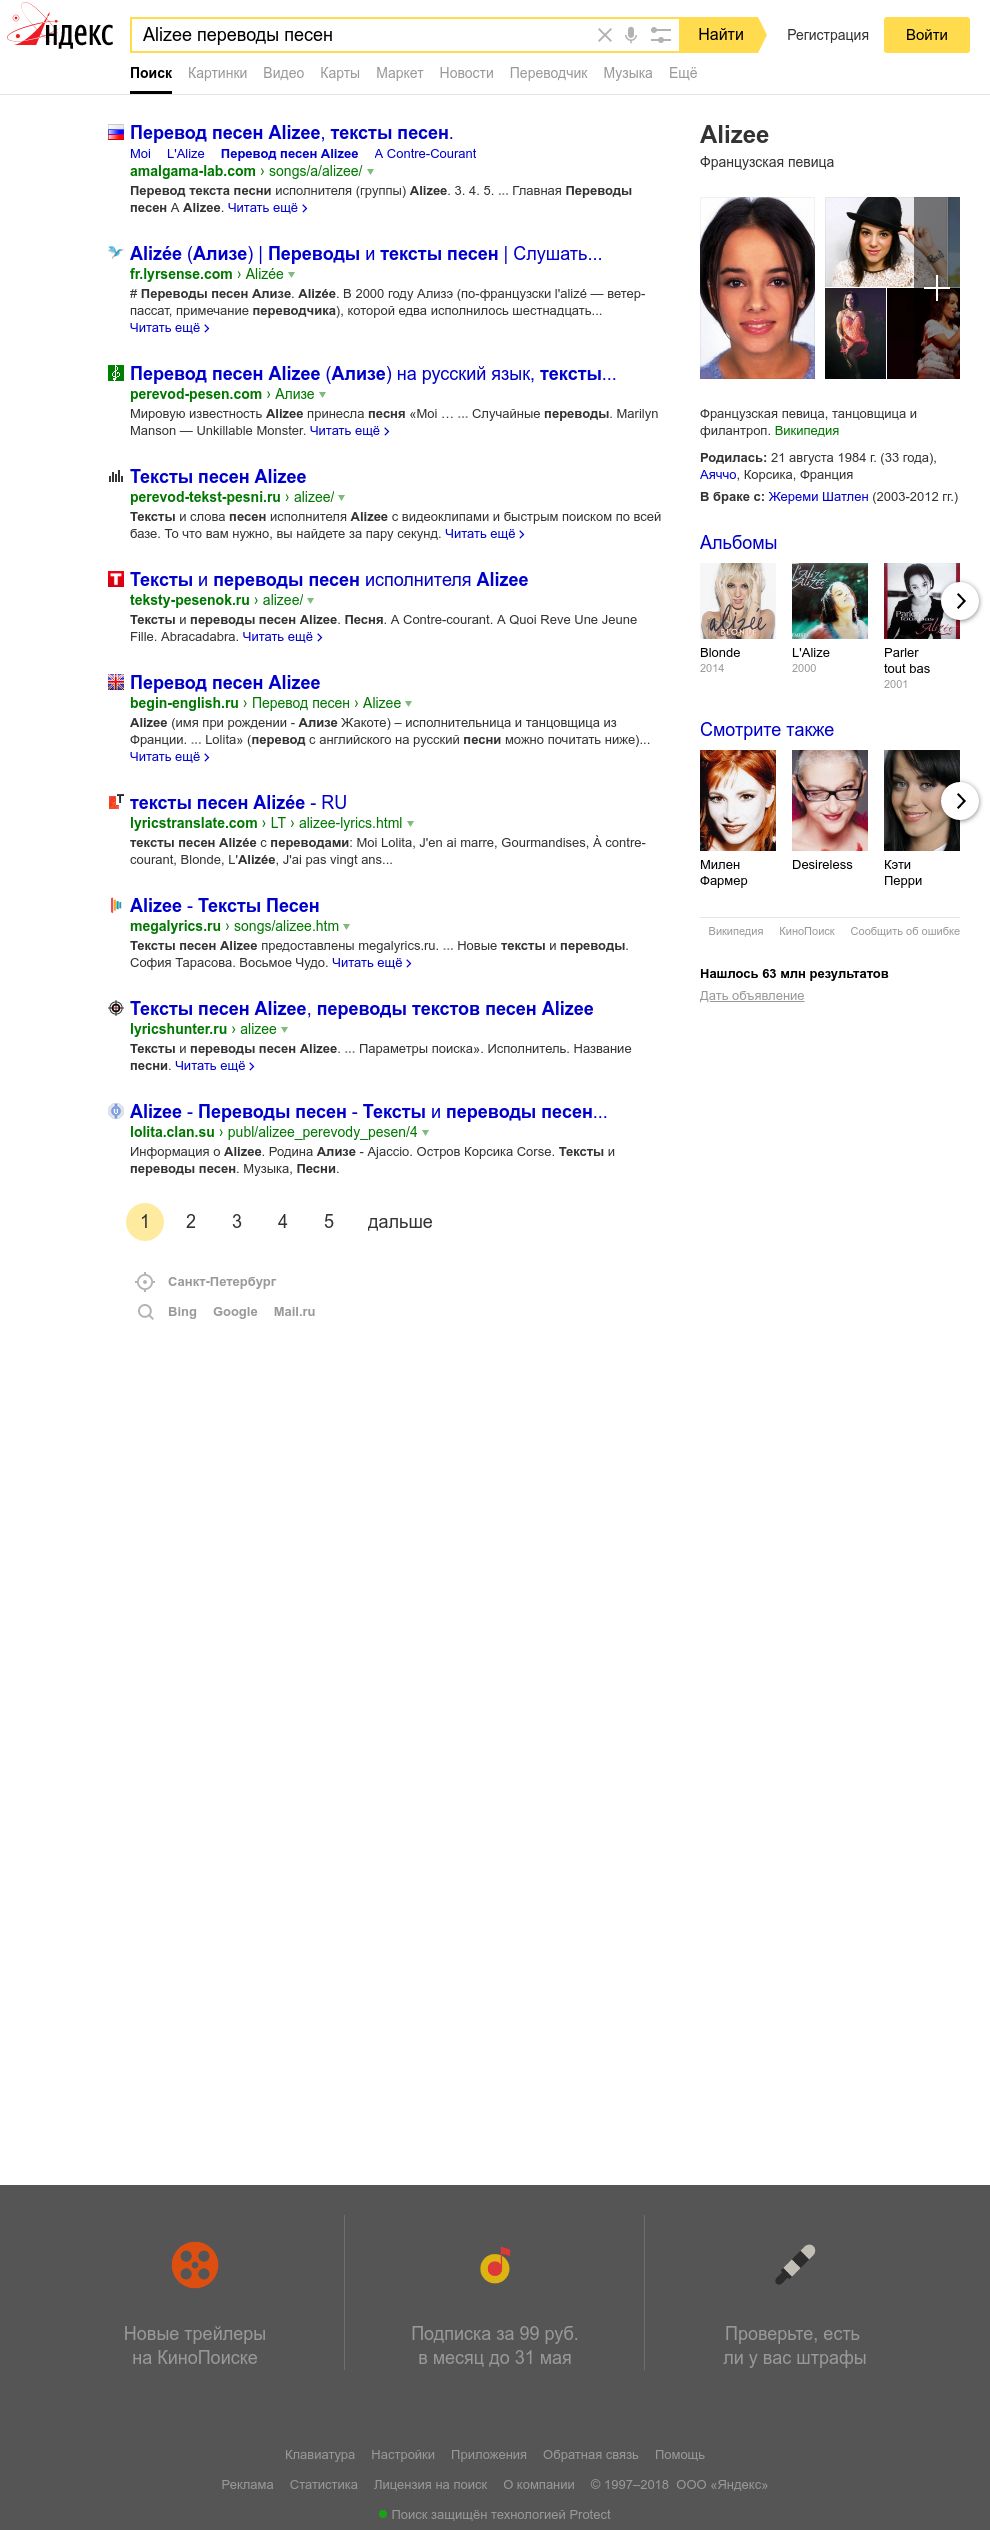 Яндекс
Alizee переводы песен
Найти
Регистрация
Войти
Поиск Картинки Видео Карты Маркет Новости Переводчик Музыка Ещё
Перевод песен Alizee, тексты песен.
Moi L'Alize Перевод песен Alizee A Contre-Courant
amalgama-lab.com › songs/a/alizee/
Перевод текста песни исполнителя (группы) Alizee. 3. 4. 5. ... Главная Переводы
песен A Alizee. Читать ещё
Alizée (Ализе) | Переводы и тексты песен | Слушать...
fr.lyrsense.com › Alizée
# Переводы песен Ализе. Alizée. В 2000 году Ализэ (по-французски l'alizé — ветер-
пассат, примечание переводчика), которой едва исполнилось шестнадцать...
Читать ещё
Перевод песен Alizee (Ализе) на русский язык, тексты...
perevod-pesen.com › Ализе
Мировую известность Alizee принесла песня «Moi … ... Случайные переводы. Marilyn
Manson — Unkillable Monster. Читать ещё
Тексты песен Alizee
perevod-tekst-pesni.ru › alizee/
Тексты и слова песен исполнителя Alizee с видеоклипами и быстрым поиском по всей
базе. То что вам нужно, вы найдете за пару секунд. Читать ещё
Тексты и переводы песен исполнителя Alizee
teksty-pesenok.ru › alizee/
Тексты и переводы песен Alizee. Песня. A Contre-courant. A Quoi Reve Une Jeune
Fille. Abracadabra. Читать ещё
Перевод песен Alizee
begin-english.ru › Перевод песен › Alizee
Alizee (имя при рождении - Ализе Жакоте) – исполнительница и танцовщица из
Франции. ... Lolita» (перевод с английского на русский песни можно почитать ниже)...
Читать ещё
тексты песен Alizée - RU
lyricstranslate.com › LT › alizee-lyrics.html
тексты песен Alizée с переводами: Moi Lolita, J'en ai marre, Gourmandises, À contre-
courant, Blonde, L'Alizée, J'ai pas vingt ans...
Alizee - Тексты Песен
megalyrics.ru › songs/alizee.htm
Тексты песен Alizee предоставлены megalyrics.ru. ... Новые тексты и переводы.
София Тарасова. Восьмое Чудо. Читать ещё
Тексты песен Alizee, переводы текстов песен Alizee
lyricshunter.ru › alizee
Тексты и переводы песен Alizee. ... Параметры поиска». Исполнитель. Название
песни. Читать ещё
Alizee - Переводы песен - Тексты и переводы песен...
lolita.clan.su › publ/alizee_perevody_pesen/4
Информация о Alizee. Родина Ализе - Ajaccio. Остров Корсика Corse. Тексты и
переводы песен. Музыка, Песни.
1 2 3 4 5 дальше
Санкт-Петербург
Bing Google Mail.ru
Alizee
Французская певица
Французская певица, танцовщица и
филантроп. Википедия
Родилась: 21 августа 1984 г. (33 года),
Аяччо, Корсика, Франция
В браке с: Жереми Шатлен (2003-2012 гг.)
Альбомы
alizée
BLONDE
L'Alizé
Alizée
Parler
tout bas
Alizée
Blonde
2014
L'Alize
2000
Parler
tout bas
2001
Смотрите также
Милен
Фармер
Desireless
Кэти
Перри
Википедия КиноПоиск Сообщить об ошибке
Нашлось 63 млн результатов
Дать объявление
Новые трейлеры
на КиноПоиске
Подписка за 99 руб.
в месяц до 31 мая
Проверьте, есть
ли у вас штрафы
Клавиатура Настройки Приложения Обратная связь Помощь
Реклама Статистика Лицензия на поиск О компании © 1997–2018 ООО «Яндекс»
Поиск защищён технологией Protect